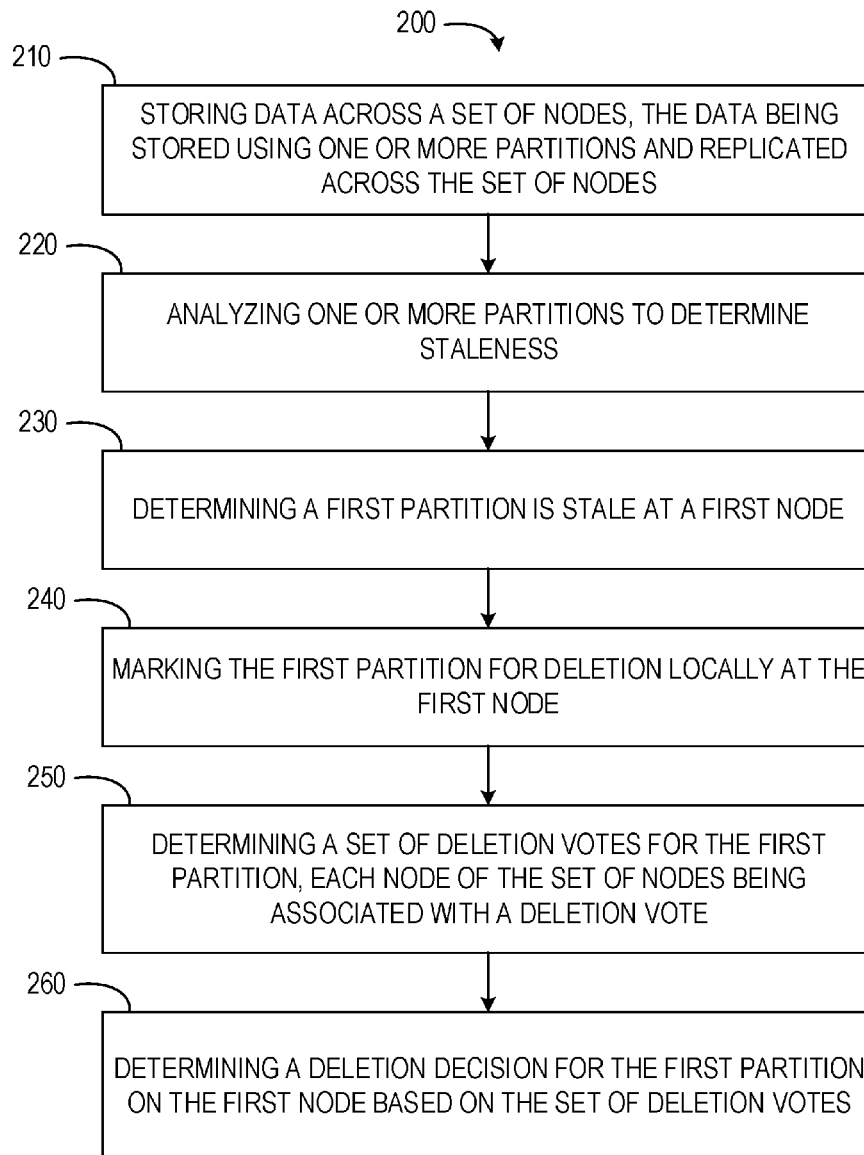 200
210
STORING DATA ACROSS A SET OF NODES, THE DATA BEING
STORED USING ONE OR MORE PARTITIONS AND REPLICATED
ACROSS THE SET OF NODES
220
ANALYZING ONE OR MORE PARTITIONS TO DETERMINE
STALENESS
230
DETERMINING A FIRST PARTITION IS STALE AT A FIRST NODE
240
MARKING THE FIRST PARTITION FOR DELETION LOCALLY AT THE
FIRST NODE
250
DETERMINING A SET OF DELETION VOTES FOR THE FIRST
PARTITION, EACH NODE OF THE SET OF NODES BEING
ASSOCIATED WITH A DELETION VOTE
260
DETERMINING A DELETION DECISION FOR THE FIRST PARTITION
ON THE FIRST NODE BASED ON THE SET OF DELETION VOTES